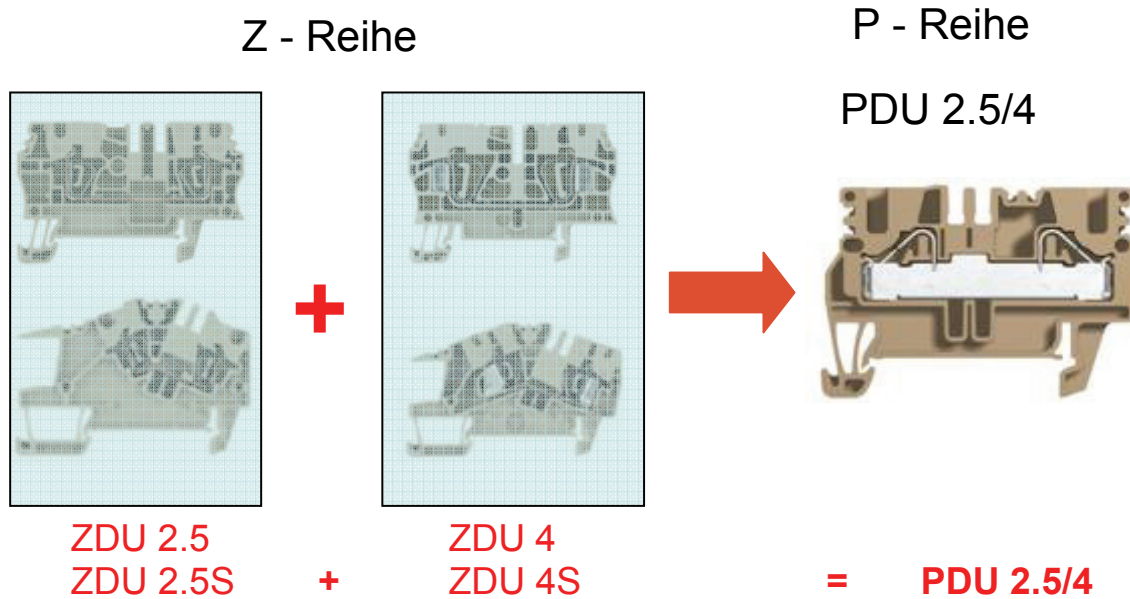 Z - Reihe
P - Reihe
PDU 2.5/4
+
ZDU 2.5
ZDU 2.5S + ZDU 4
ZDU 4S = PDU 2.5/4